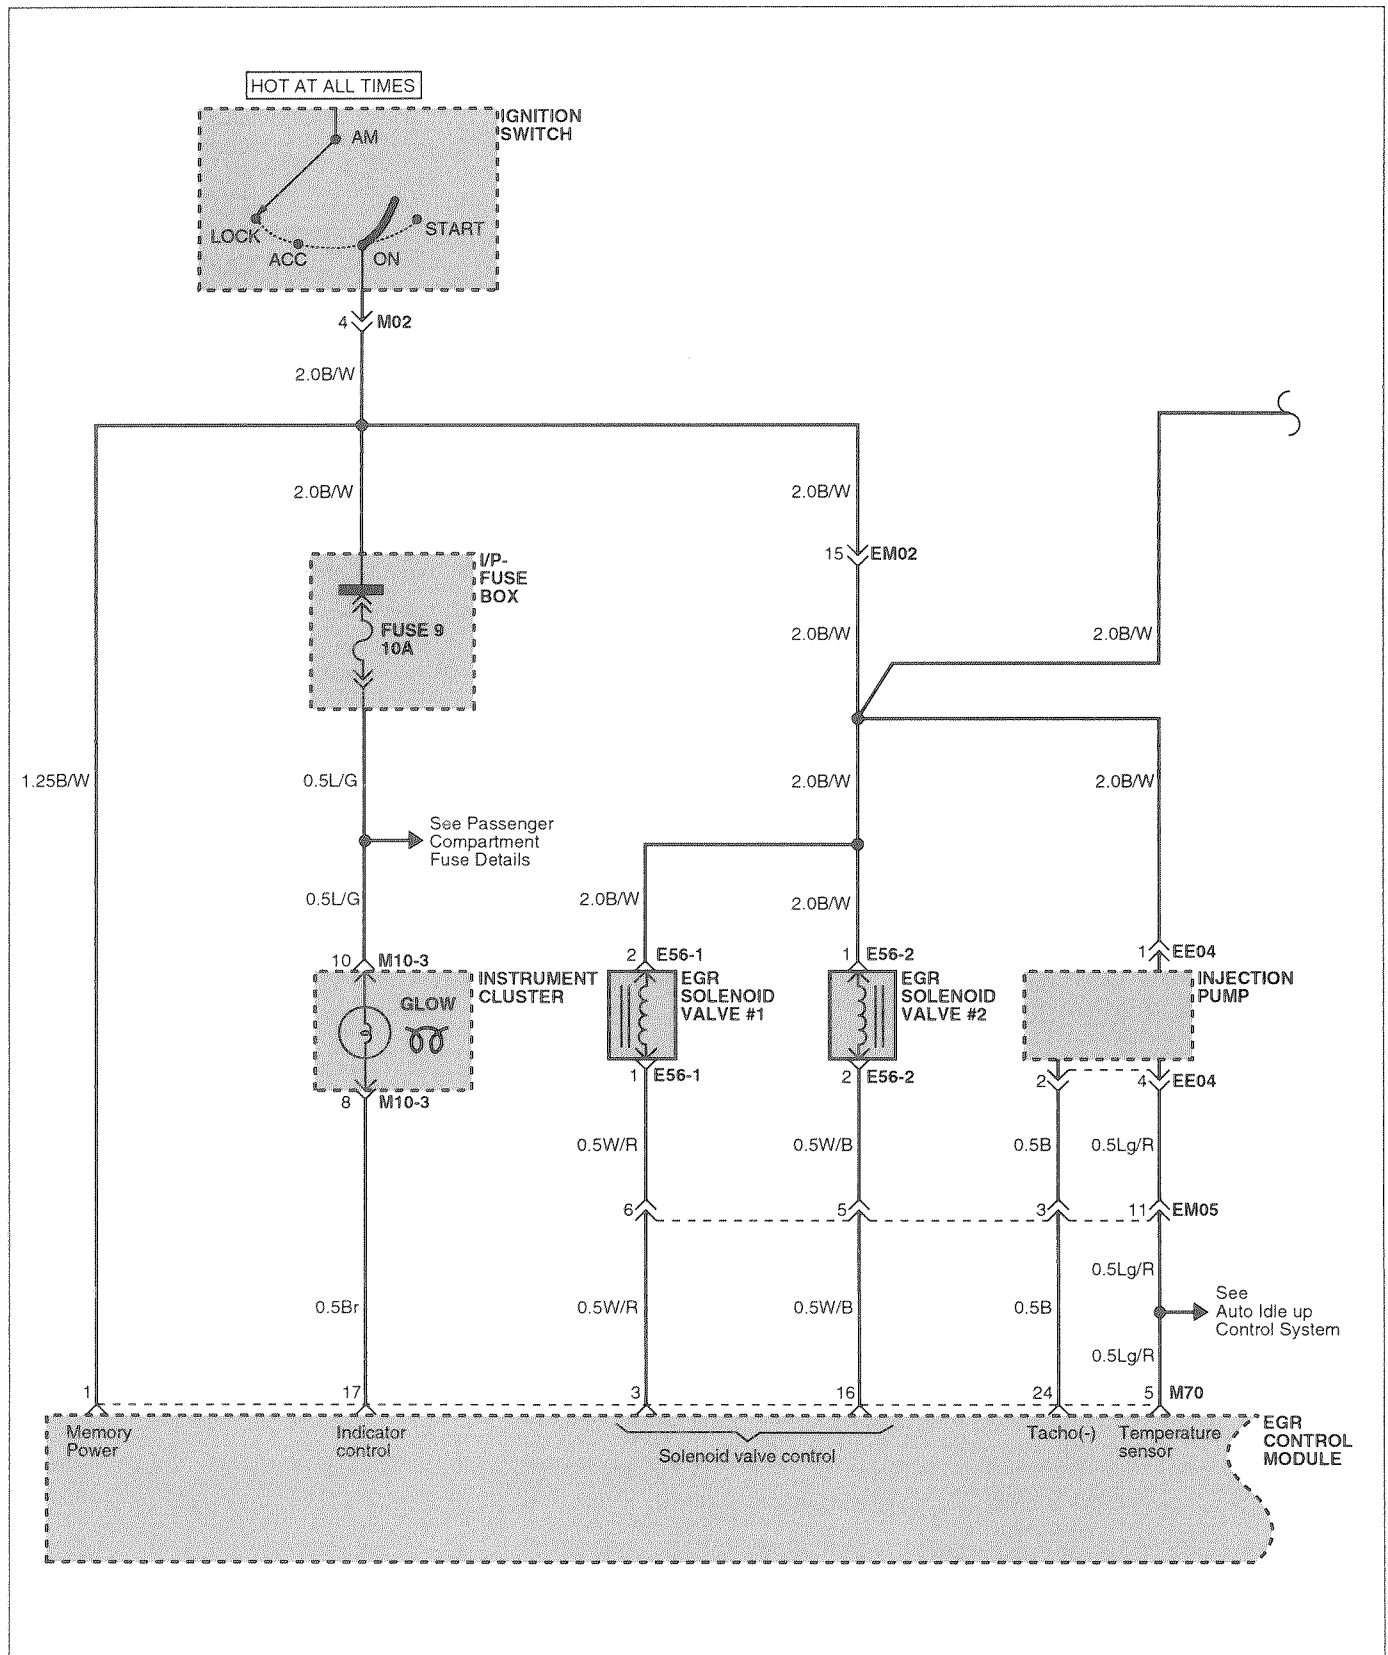 HOT AT ALL TIMES
IGNITION
SWITCH
AM
LOCK
START
ACC
ON
4 M02
2.0B/W
2.0B/W
2.0B/W
15 EM02
I/P-
FUSE
BOX
FUSE 9
10A
2.0B/W
2.0B/W
1.25B/W
0.5L/G
2.0B/W
2.0B/W
See Passenger
Compartment
Fuse Details
0.5L/G
2.0B/W
2.0B/W
10 M10-3
2 E56-1
1 E56-2
1 EE04
INSTRUMENT
CLUSTER
GLOW
EGR
SOLENOID
VALVE #1
EGR
SOLENOID
VALVE #2
INJECTION
PUMP
8 M10-3
1 E56-1
2 E56-2
2
4 EE04
0.5W/R
0.5W/B
0.5B
0.5Lg/R
6
5
3
11 EM05
0.5Lg/R
0.5Br
0.5W/R
0.5W/B
0.5B
See
Auto Idle up
Control System
0.5Lg/R
1
17
3
16
24
5 M70
Memory
Power
Indicator
control
Solenoid valve control
Tacho(-)
Temperature
sensor
EGR
CONTROL
MODULE